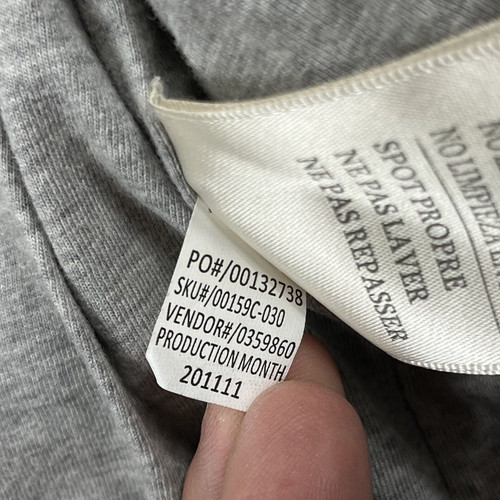 PO#/00132738
SKU#/00159C-030
VENDOR#/0359860
PRODUCTION MONTH
201111
NO LIMPIEZA
SPOT PROPRE
NE PAS LAVER
NE PAS REPASSER